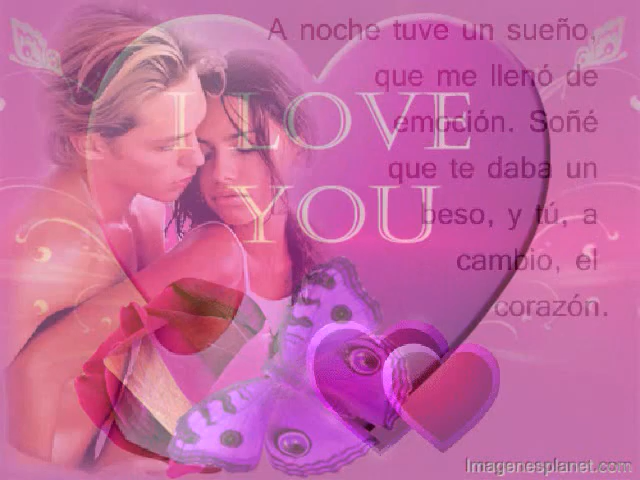 A noche tuve un sueño,
que me llenó de
emoción. Soñé
que te daba un
beso, y tú, a
cambio, el
corazón.
I LOVE
YOU
Imagenesplanet.com